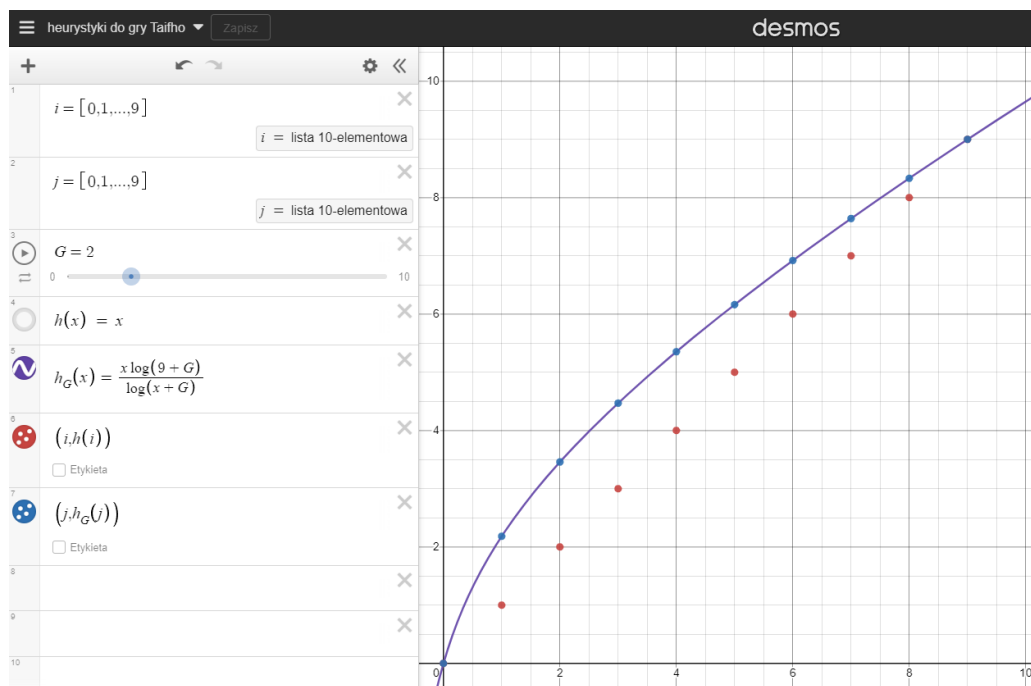 heurystyki do gry Taifho
Zapisz
desmos
1
i = [0,1,...,9]
i = lista 10-elementowa
2
j = [0,1,...,9]
j = lista 10-elementowa
3
G = 2
0
10
4
h(x) = x
5
h_G(x) = \frac{x log(9 + G)}{log(x + G)}
6
(i,h(i))
Etykieta
7
(j,h_G(j))
Etykieta
8
9
10
10
8
6
4
2
0
2
4
6
8
10